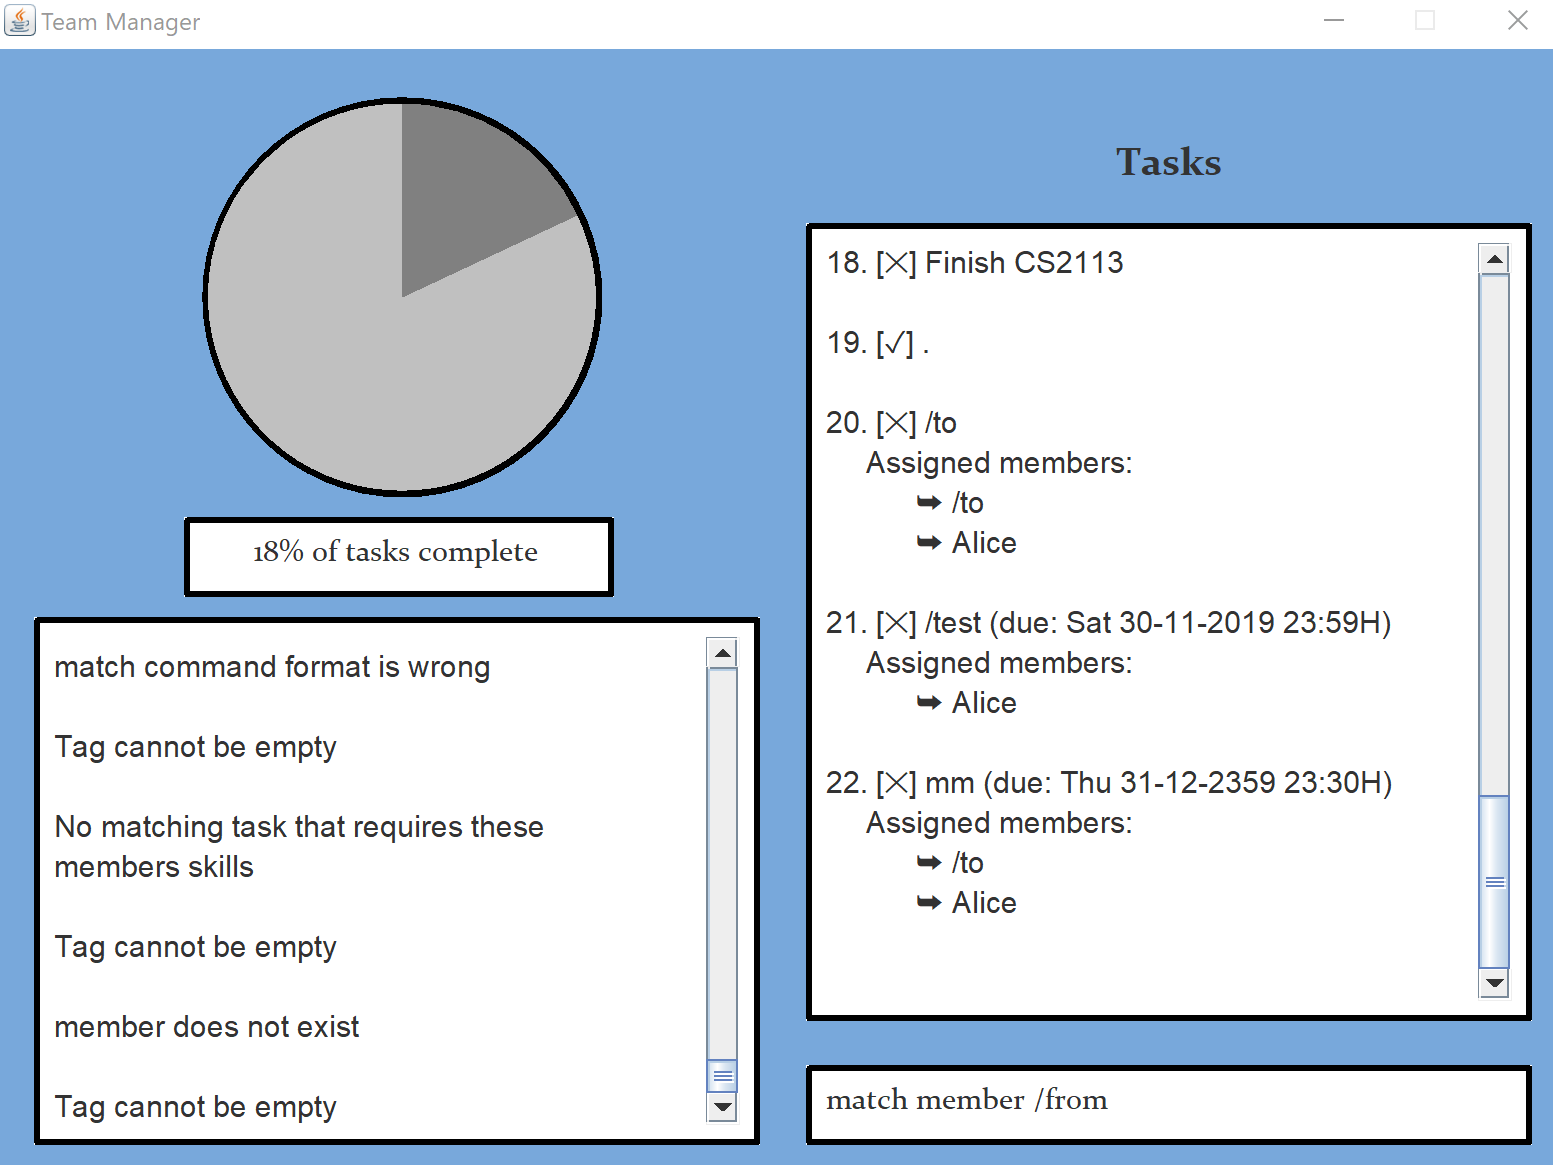 Team Manager
18% of tasks complete
match command format is wrong
Tag cannot be empty
No matching task that requires these
members skills
Tag cannot be empty
member does not exist
Tag cannot be empty
Tasks
18. [✕] Finish CS2113
19. [✓] .
20. [✕] /to
Assigned members:
➥ /to
➥ Alice
21. [✕] /test (due: Sat 30-11-2019 23:59H)
Assigned members:
➥ Alice
22. [✕] mm (due: Thu 31-12-2359 23:30H)
Assigned members:
➥ /to
➥ Alice
match member /from